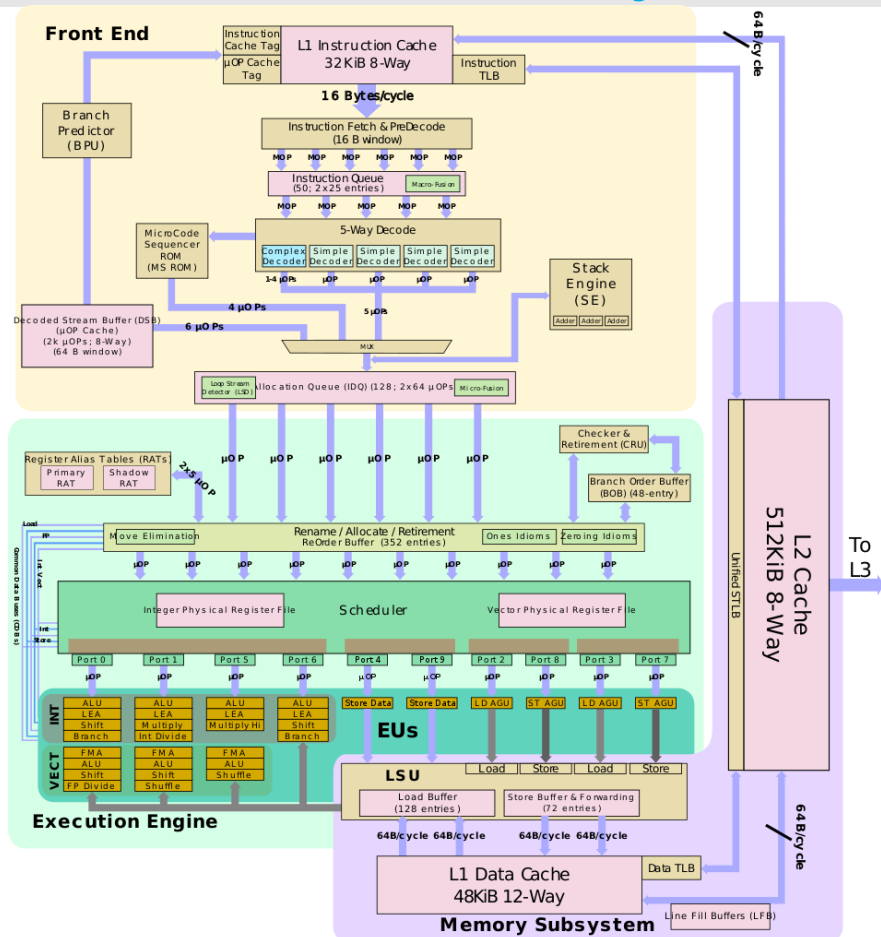 Front End
Instruction
Cache Tag
μOP Cache
Tag
L1 Instruction Cache
32KiB 8-Way
Instruction
TLB
64B/cycle
16 Bytes/cycle
Branch
Predictor
(BPU)
Instruction Fetch & PreDecode
(16 B window)
MOP MOP MOP MOP MOP MOP
Instruction Queue
(50; 2x25 entries)
Macro-Fusion
MOP MOP MOP MOP MOP
MicroCode
Sequencer
ROM
(MS ROM)
5-Way Decode
Complex
Decoder
Simple
Decoder
Simple
Decoder
Simple
Decoder
Simple
Decoder
1-4 μOPs μOP μOP μOP μOP
Stack
Engine
(SE)
Adder Adder Adder
4 μOPs
5 μOPs
Decoded Stream Buffer (DSB)
(μOP Cache)
(2k μOPs; 8-Way)
(64 B window)
6 μOPs
MUX
Loop Stream
Detector (LSD)
Allocation Queue (IDQ) (128; 2x64 μOPs
Micro-Fusion
μOP μOP μOP μOP μOP μOP
Checker &
Retirement (CRU)
Register Alias Tables (RATs)
Primary
RAT
Shadow
RAT
2x5 μOP
Branch Order Buffer
(BOB) (48-entry)
Load
FP
Int Vect
Common Data Buses (CDBs)
Int
Store
Move Elimination
Rename / Allocate / Retirement
ReOrder Buffer (352 entries)
Ones Idioms
Zeroing Idioms
μOP μOP μOP μOP μOP μOP μOP μOP μOP μOP
Integer Physical Register File
Scheduler
Vector Physical Register File
Port 0 Port 1 Port 5 Port 6 Port 4 Port 9 Port 2 Port 8 Port 3 Port 7
μOP μOP μOP μOP μOP μOP μOP μOP μOP μOP
INT
ALU
LEA
Shift
Branch
ALU
LEA
Multiply
Int Divide
ALU
LEA
MultiplyHi
ALU
LEA
Shift
Branch
Store Data
Store Data
LD AGU
ST AGU
LD AGU
ST AGU
EUs
VECT
FMA
ALU
Shift
FP Divide
FMA
ALU
Shift
Shuffle
FMA
ALU
Shuffle
Execution Engine
LSU
Load
Store
Load
Store
Load Buffer
(128 entries)
Store Buffer & Forwarding
(72 entries)
64B/cycle 64B/cycle 64B/cycle 64B/cycle
L1 Data Cache
48KiB 12-Way
Data TLB
Line Fill Buffers (LFB)
Memory Subsystem
64B/cycle
Unified STLB
L2 Cache
512KiB 8-Way
To
L3